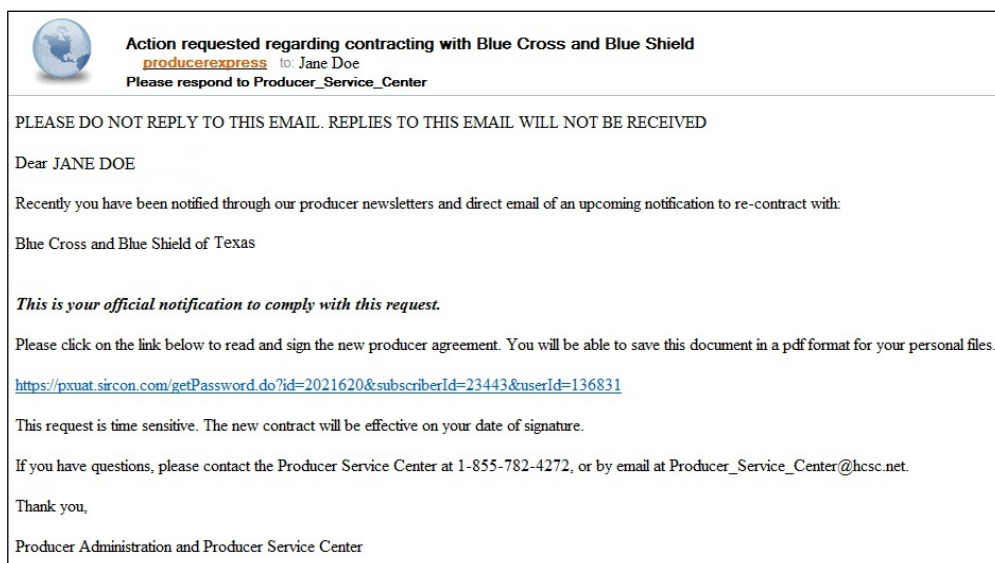 Action requested regarding contracting with Blue Cross and Blue Shield
producerexpress to: Jane Doe
Please respond to Producer_Service_Center
PLEASE DO NOT REPLY TO THIS EMAIL. REPLIES TO THIS EMAIL WILL NOT BE RECEIVED
Dear JANE DOE
Recently you have been notified through our producer newsletters and direct email of an upcoming notification to re-contract with:
Blue Cross and Blue Shield of Texas
This is your official notification to comply with this request.
Please click on the link below to read and sign the new producer agreement. You will be able to save this document in a pdf format for your personal files.
https://pxuat.sircon.com/getPassword.do?id=2021620&subscriberId=23443&userId=136831
This request is time sensitive. The new contract will be effective on your date of signature.
If you have questions, please contact the Producer Service Center at 1-855-782-4272, or by email at Producer_Service_Center@hcsc.net.
Thank you,
Producer Administration and Producer Service Center